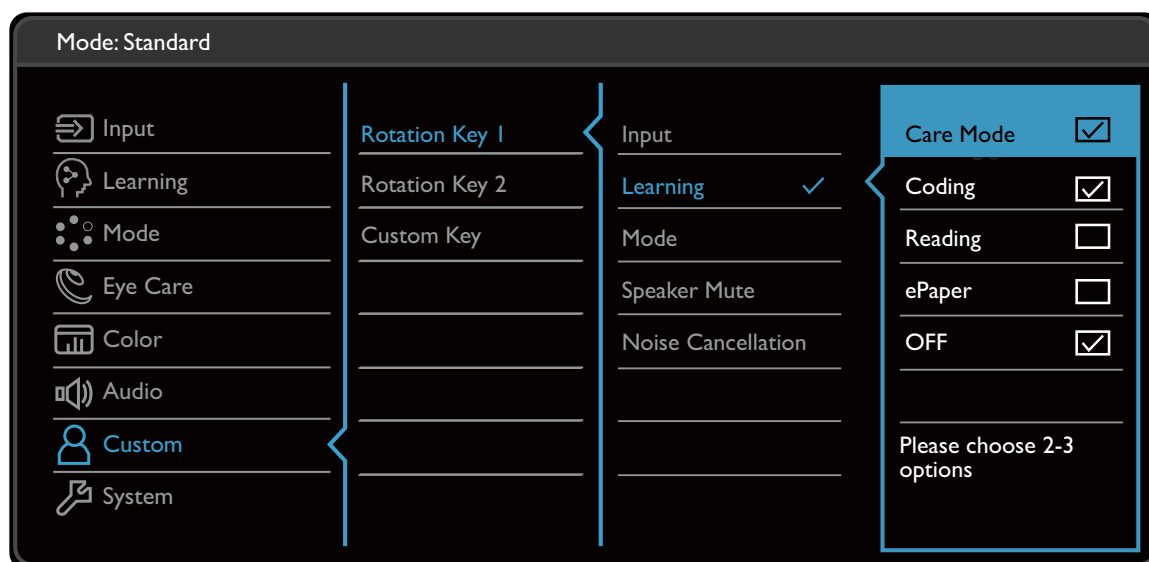 Mode: Standard
Input
Learning
Mode
Eye Care
Color
Audio
Custom
System
Rotation Key 1
Rotation Key 2
Custom Key
Input
Learning
Mode
Speaker Mute
Noise Cancellation
Care Mode
Coding
Reading
ePaper
OFF
Please choose 2-3
options